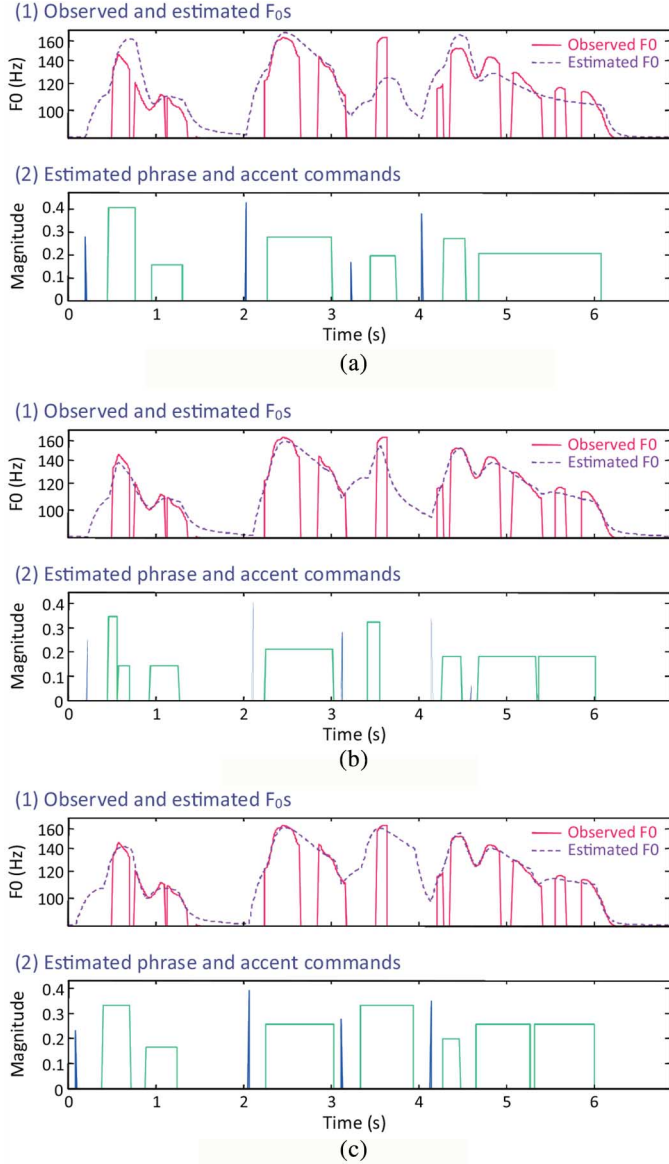 (1) Observed and estimated F₀s
F0 (Hz)
160
140
120
100
Observed F0
Estimated F0
(2) Estimated phrase and accent commands
Magnitude
0.4
0.3
0.2
0.1
0
0 1 2 3 4 5 6
Time (s)
(a)
(1) Observed and estimated F₀s
F0 (Hz)
160
140
120
100
Observed F0
Estimated F0
(2) Estimated phrase and accent commands
Magnitude
0.4
0.3
0.2
0.1
0
0 1 2 3 4 5 6
Time (s)
(b)
(1) Observed and estimated F₀s
F0 (Hz)
160
140
120
100
Observed F0
Estimated F0
(2) Estimated phrase and accent commands
Magnitude
0.4
0.3
0.2
0.1
0
0 1 2 3 4 5 6
Time (s)
(c)